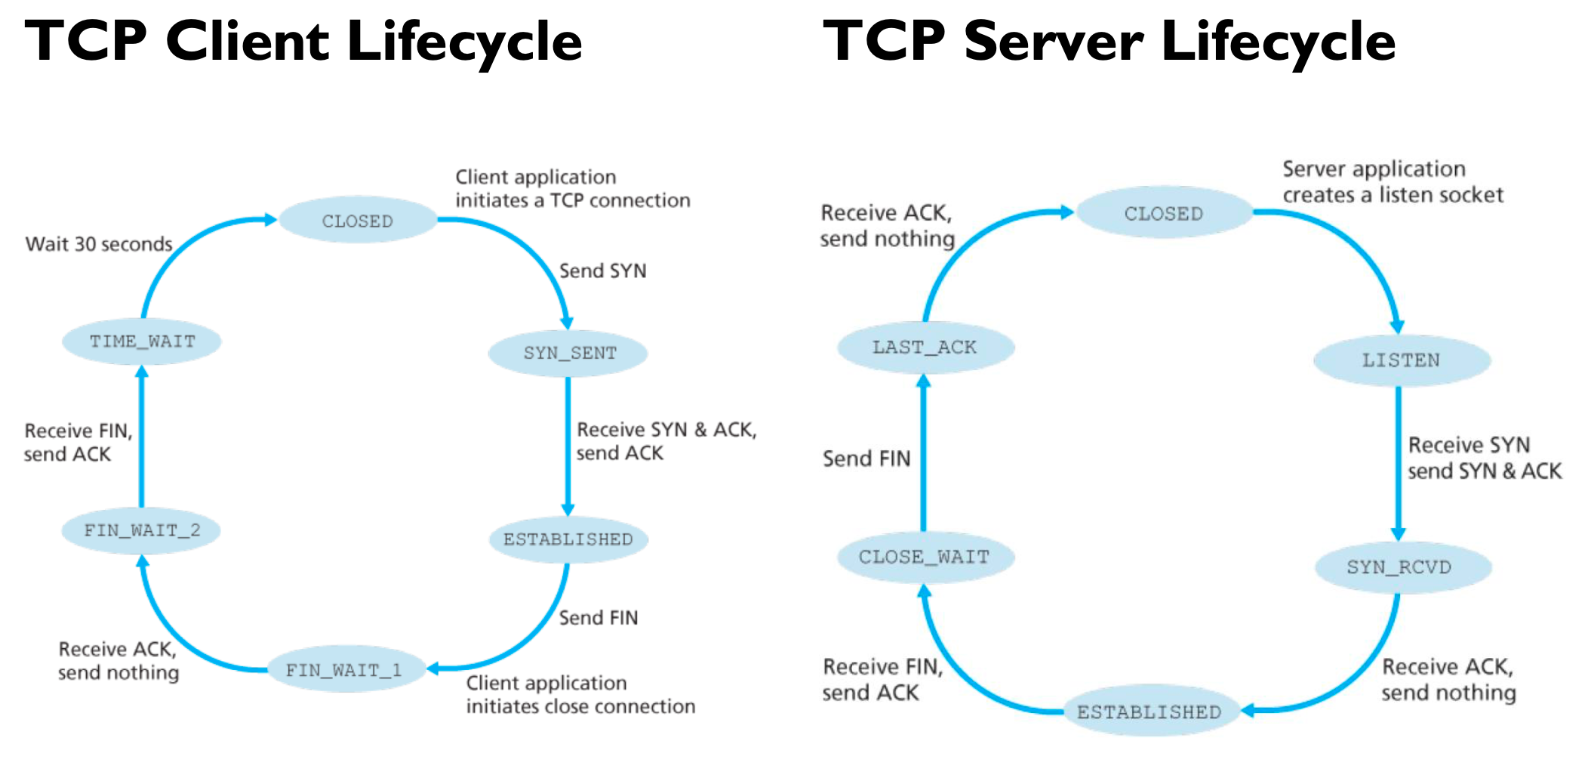 TCP Client Lifecycle
Client application
initiates a TCP connection
CLOSED
Wait 30 seconds
Send SYN
TIME_WAIT
SYN_SENT
Receive FIN,
send ACK
Receive SYN & ACK,
send ACK
FIN_WAIT_2
ESTABLISHED
Send FIN
Receive ACK,
send nothing
FIN_WAIT_1
Client application
initiates close connection
TCP Server Lifecycle
Server application
creates a listen socket
CLOSED
Receive ACK,
send nothing
LAST_ACK
LISTEN
Send FIN
Receive SYN
send SYN & ACK
CLOSE_WAIT
SYN_RCVD
Receive FIN,
send ACK
Receive ACK,
send nothing
ESTABLISHED